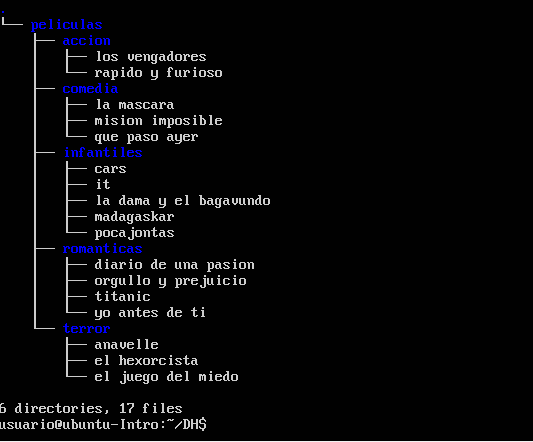 .
└── peliculas
    ├── accion
    │   ├── los vengadores
    │   └── rapido y furioso
    ├── comedia
    │   ├── la mascara
    │   ├── mision imposible
    │   └── que paso ayer
    ├── infantiles
    │   ├── cars
    │   ├── it
    │   ├── la dama y el bagavundo
    │   ├── madagaskar
    │   └── pocajontas
    ├── romanticas
    │   ├── diario de una pasion
    │   ├── orgullo y prejuicio
    │   ├── titanic
    │   └── yo antes de ti
    └── terror
        ├── anavelle
        ├── el hexorcista
        └── el juego del miedo

6 directories, 17 files
usuario@ubuntu-Intro:~/DH$